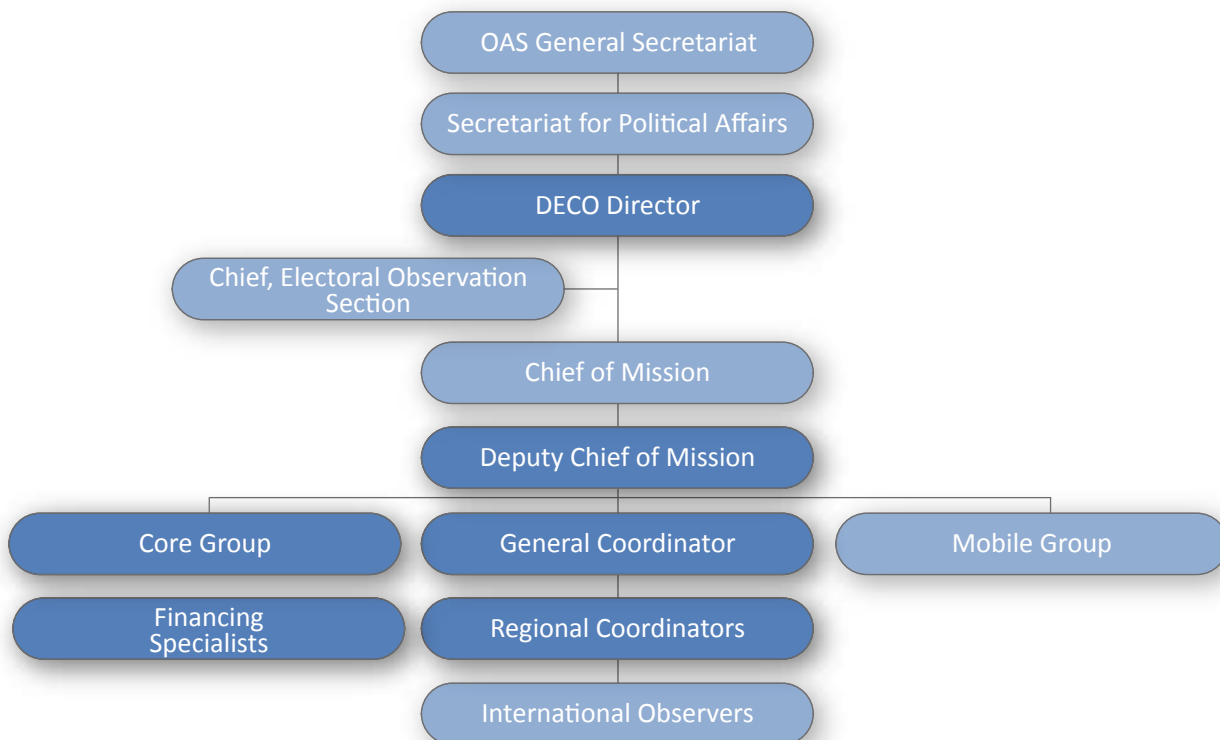 OAS General Secretariat
Secretariat for Political Affairs
DECO Director
Chief, Electoral Observation
Section
Chief of Mission
Deputy Chief of Mission
Core Group
General Coordinator
Mobile Group
Financing
Specialists
Regional Coordinators
International Observers